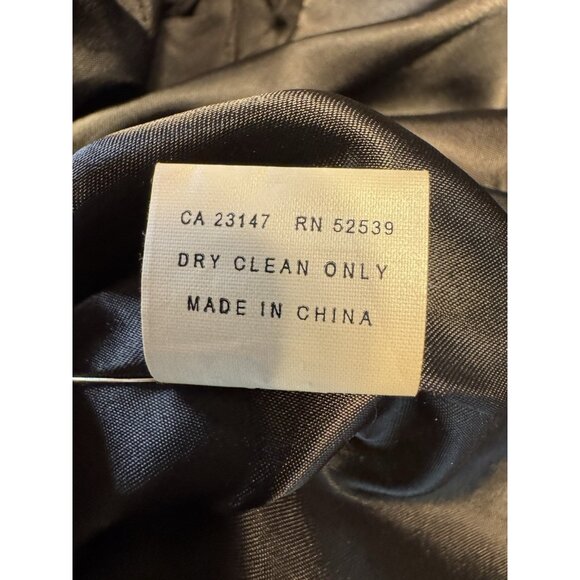 CA 23147 RN 52539
DRY CLEAN ONLY
MADE IN CHINA